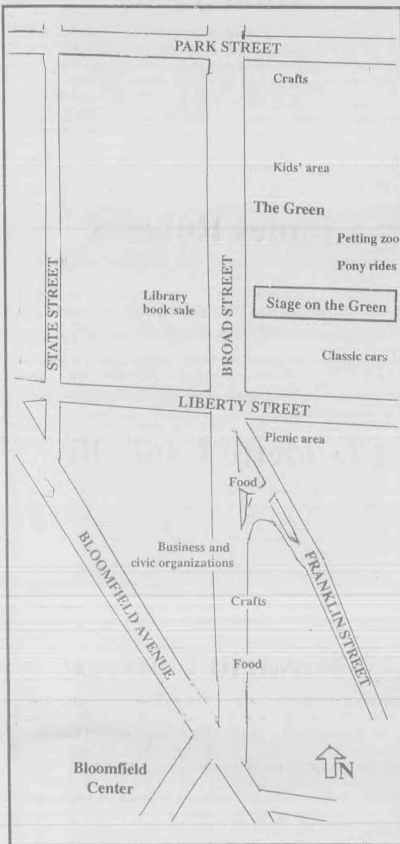 PARK STREET
Crafts
Kids' area
The Green
Petting zoo
Pony rides
Library
book sale
STATE STREET
BROAD STREET
Stage on the Green
Classic cars
LIBERTY STREET
Picnic area
Food
Business and
civic organizations
BLOOMFIELD AVENUE
FRANKLIN STREET
Crafts
Food
Bloomfield
Center
N